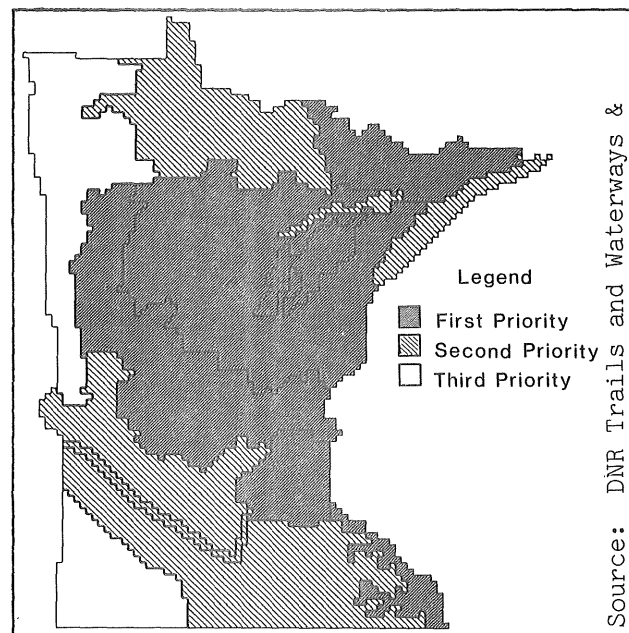 Legend
First Priority
Second Priority
Third Priority
Source: DNR Trails and Waterways &